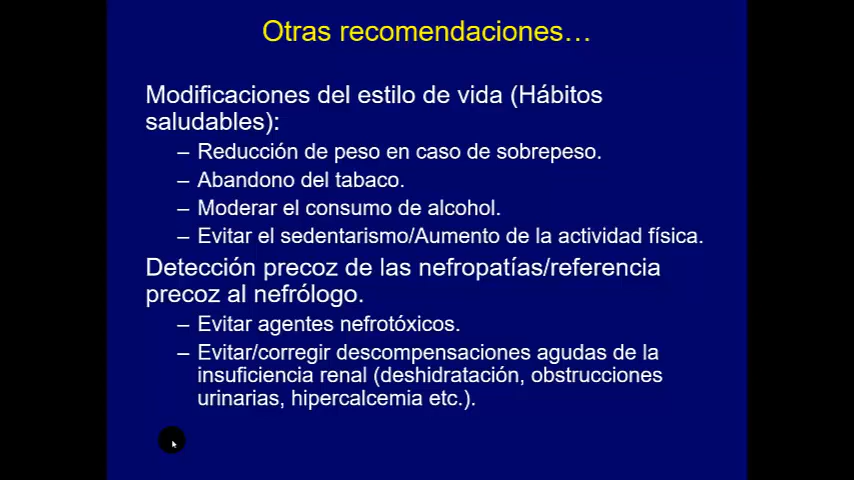 Otras recomendaciones…
Modificaciones del estilo de vida (Hábitos
saludables):
– Reducción de peso en caso de sobrepeso.
– Abandono del tabaco.
– Moderar el consumo de alcohol.
– Evitar el sedentarismo/Aumento de la actividad física.
Detección precoz de las nefropatías/referencia
precoz al nefrólogo.
– Evitar agentes nefrotóxicos.
– Evitar/corregir descompensaciones agudas de la
insuficiencia renal (deshidratación, obstrucciones
urinarias, hipercalcemia etc.).